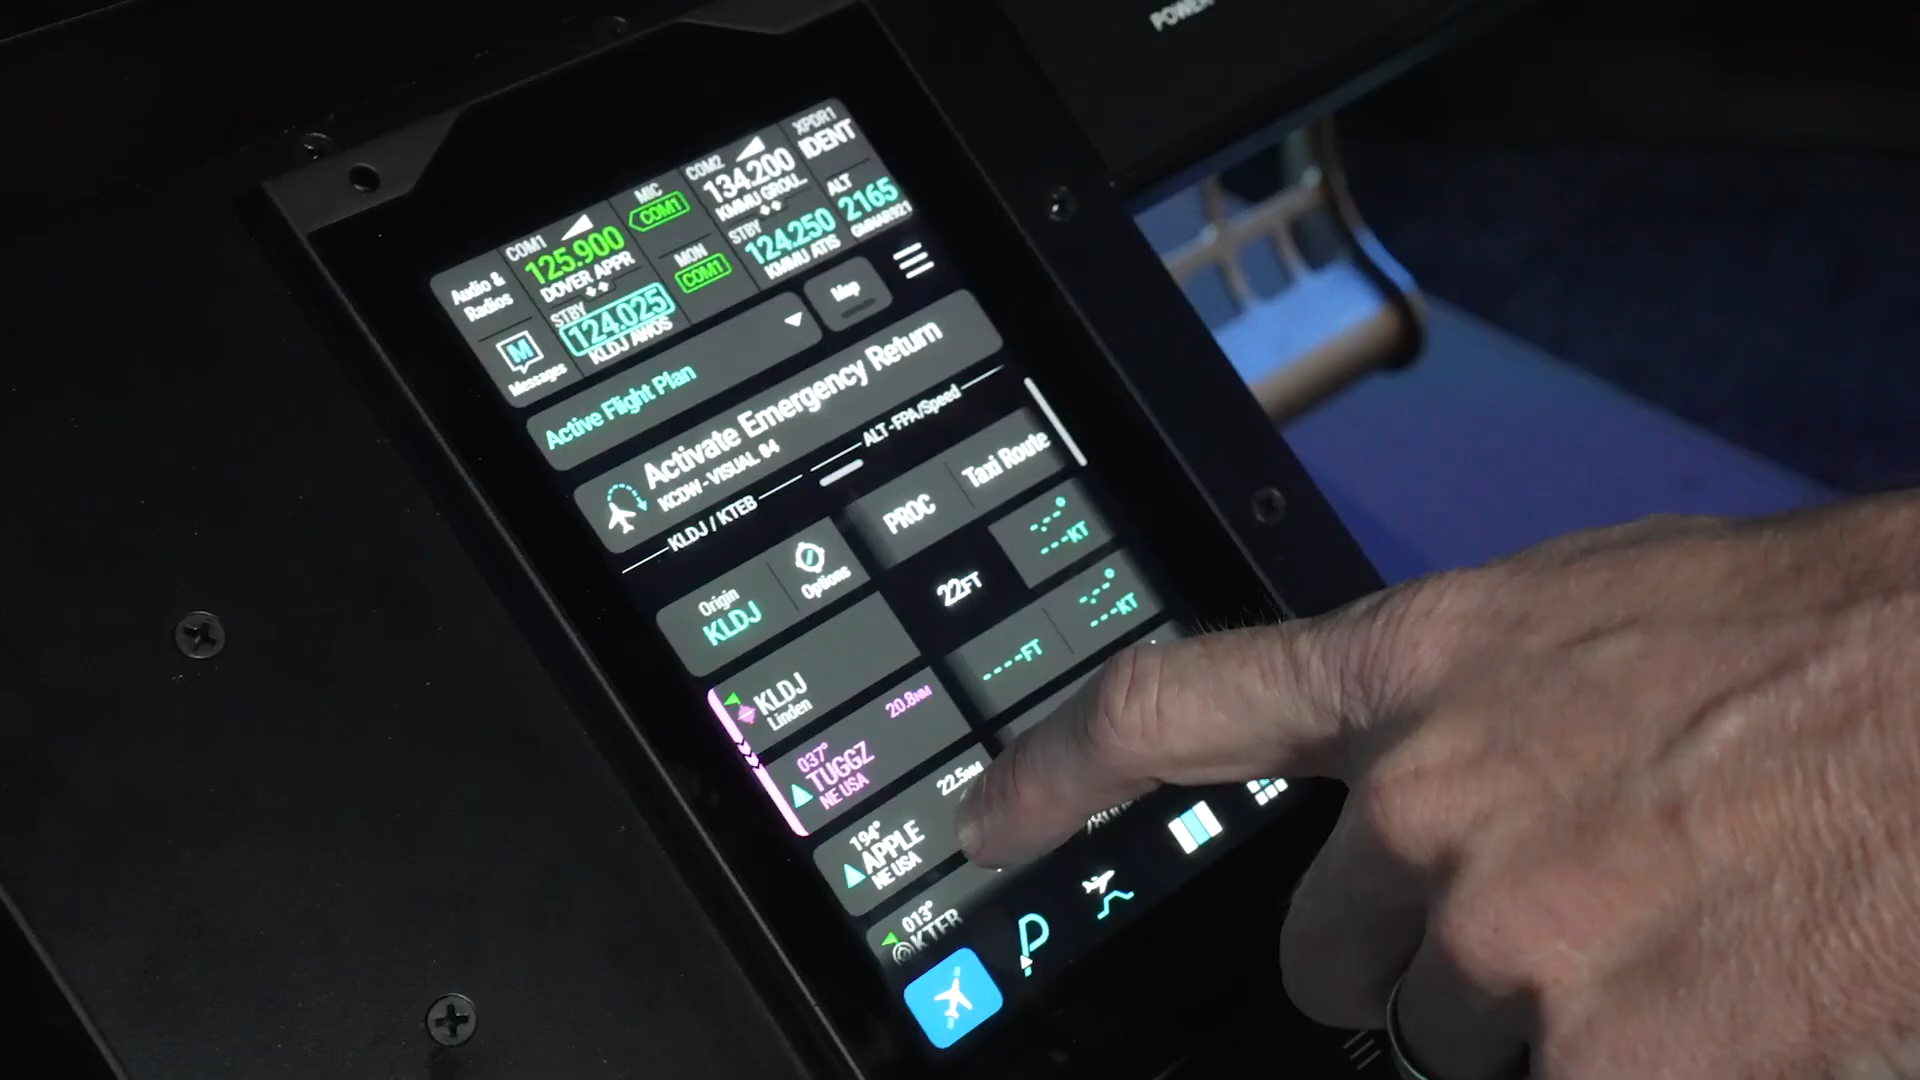 POWER
Audio &
Radios
Messages
COM1
125.900
DOVER APPR
STBY
124.025
KLDJ AWOS
MIC
COM1
MON
COM1
COM2
134.200
KMMU GROU...
STBY
124.250
KMMU ATIS
XPDR1
IDENT
ALT
2165
Active Flight Plan
Map
Activate Emergency Return
KCDW - VISUAL 04
KLDJ / KTEB
ALT - FPA/Speed
Origin
KLDJ
Options
PROC
Taxi Route
22FT
---KT
KLDJ
Linden
----FT
---KT
037°
20.8NM
TUGGZ
NE USA
194°
22.5NM
APPLE
NE USA
013°
KTEB